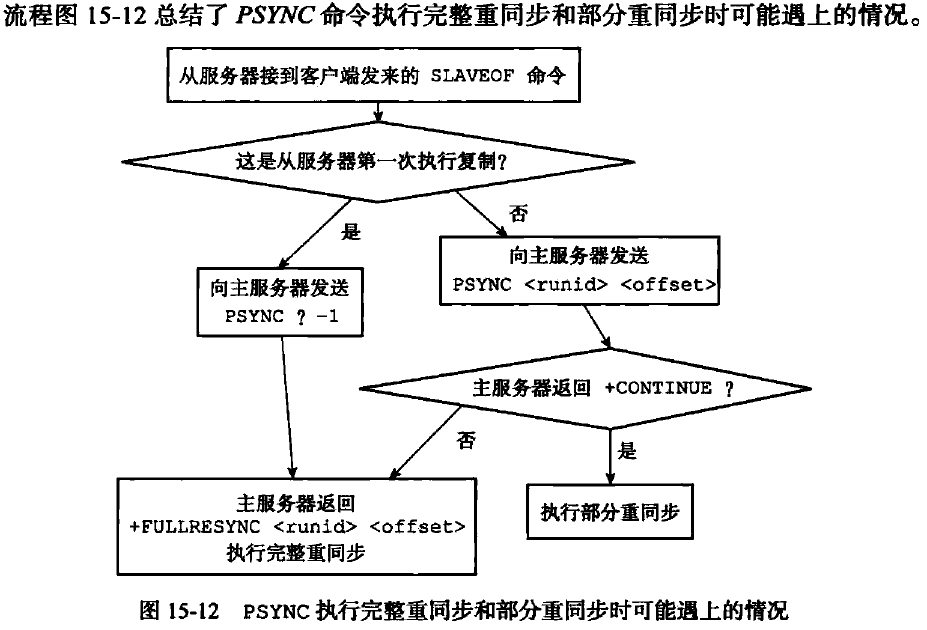 流程图 15-12 总结了 PSYNC 命令执行完整重同步和部分重同步时可能遇上的情况。
从服务器接到客户端发来的 SLAVEOF 命令
这是从服务器第一次执行复制？
是
否
向主服务器发送
PSYNC ? -1
向主服务器发送
PSYNC <runid> <offset>
主服务器返回 +CONTINUE ？
否
是
主服务器返回
+FULLRESYNC <runid> <offset>
执行完整重同步
执行部分重同步
图 15-12 PSYNC 执行完整重同步和部分重同步时可能遇上的情况